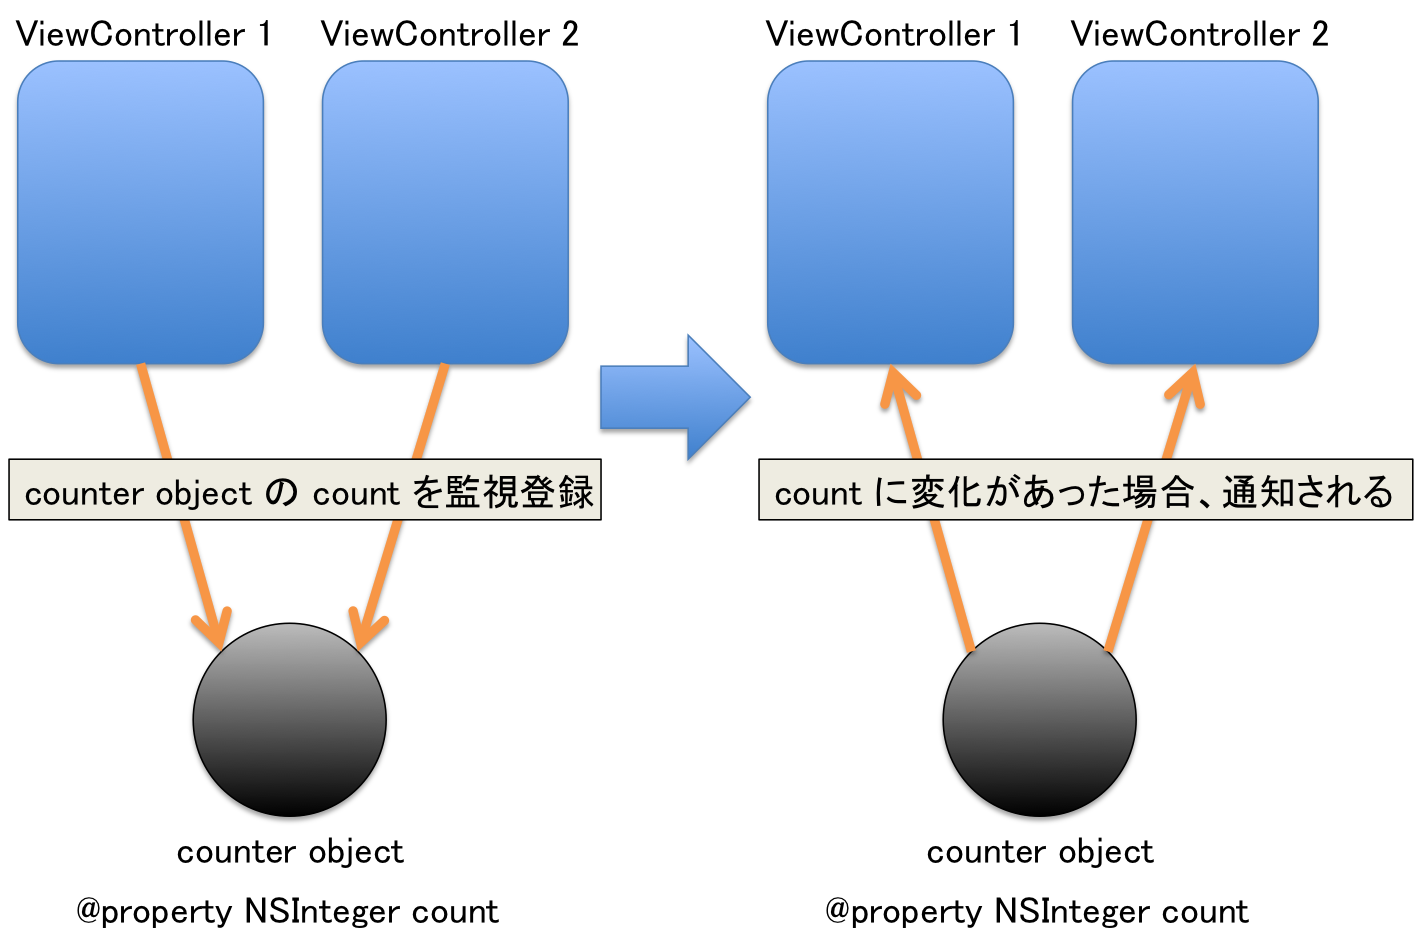 ViewController 1
ViewController 2
counter object の count を監視登録
counter object
@property NSInteger count
ViewController 1
ViewController 2
count に変化があった場合、通知される
counter object
@property NSInteger count